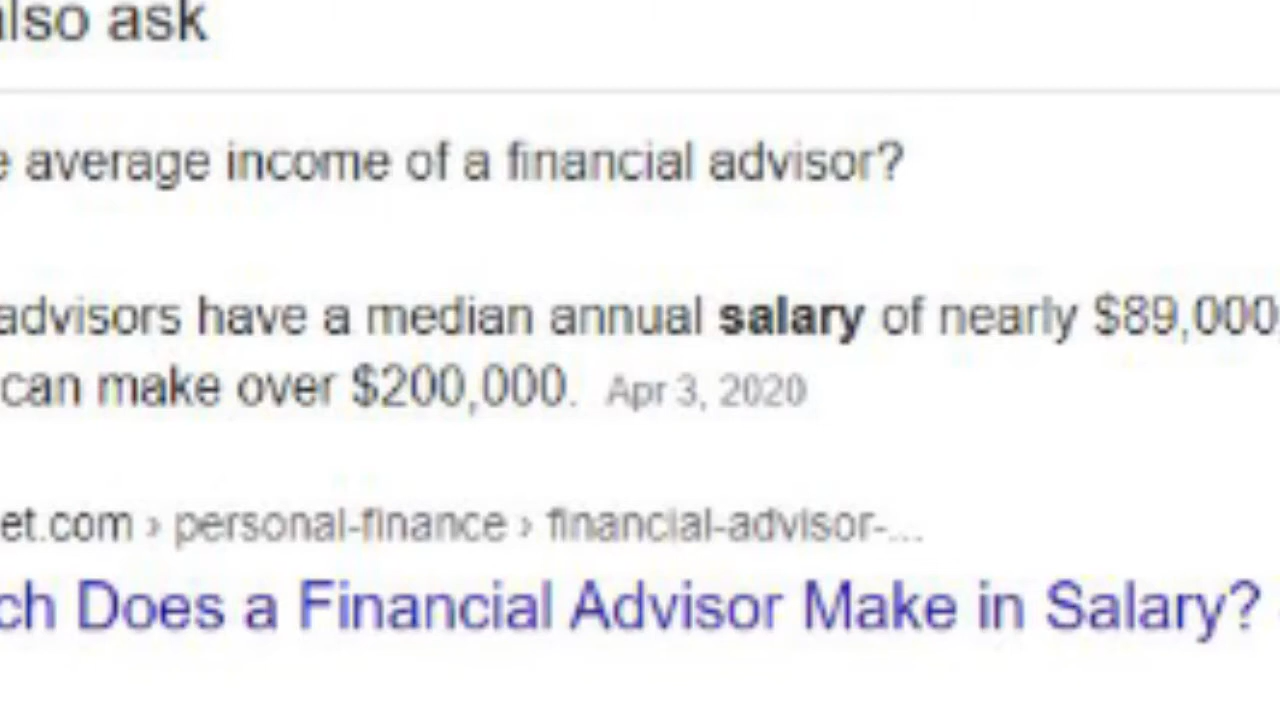 also ask
e average income of a financial advisor?
advisors have a median annual salary of nearly $89,000,
can make over $200,000. Apr 3, 2020
et.com › personal-finance › financial-advisor-...
ch Does a Financial Advisor Make in Salary?